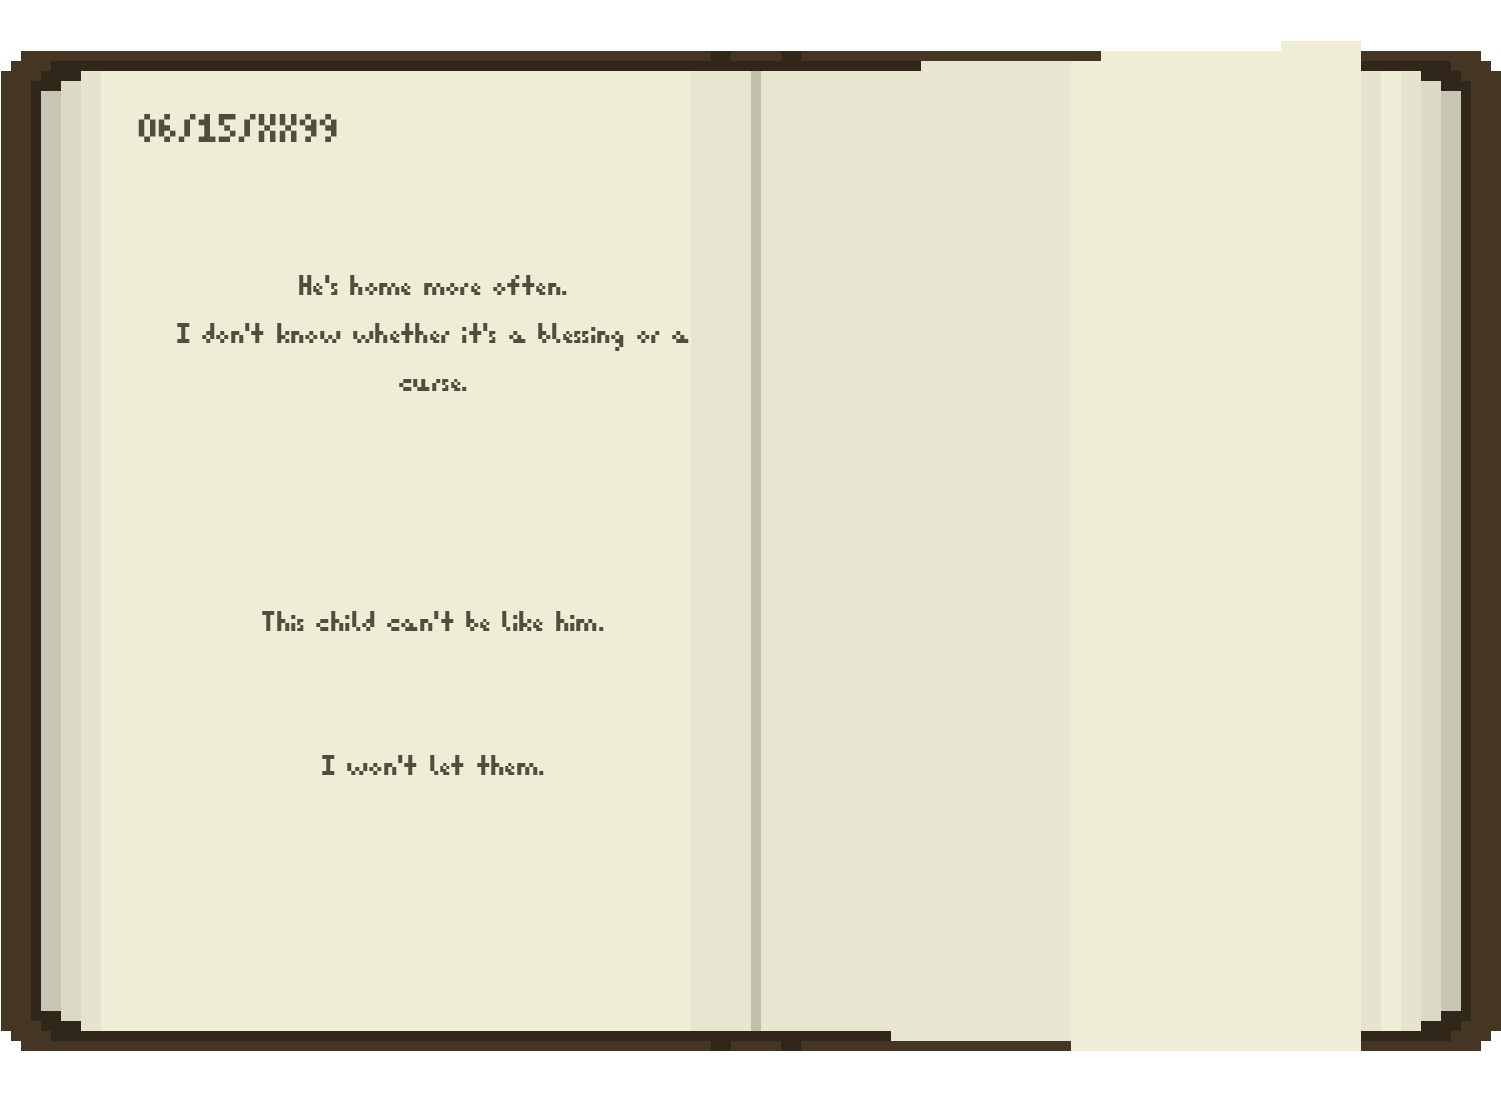 06/15/XX99
He's home more often.
I don't know whether it's a blessing or a
curse.
This child can't be like him.
I won't let them.